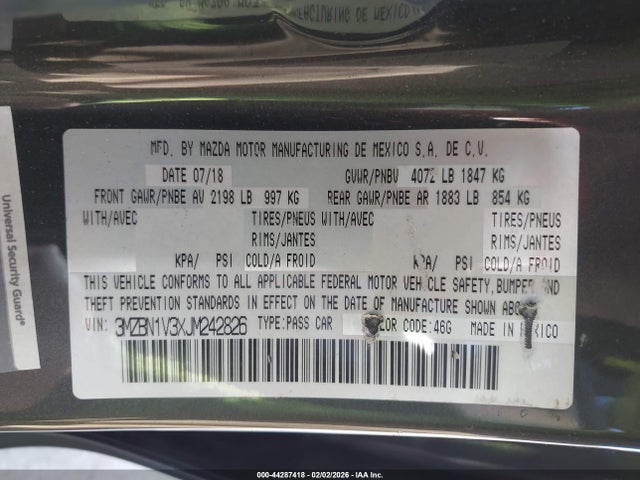 MFD. BY MAZDA MOTOR MANUFACTURING DE MEXICO S.A. DE C.V.
DATE 07/18 GVWR/PNBV 4072 LB 1847 KG
FRONT GAWR/PNBE AV 2198 LB 997 KG REAR GAWR/PNBE AR 1883 LB 854 KG
WITH/AVEC TIRES/PNEUS WITH/AVEC TIRES/PNEUS
RIMS/JANTES RIMS/JANTES
KPA/ PSI COLD/A FROID KPA/ PSI COLD/A FROID
THIS VEHICLE CONFORMS TO ALL APPLICABLE FEDERAL MOTOR VEHICLE SAFETY, BUMPER AND
THEFT PREVENTION STANDARDS IN EFFECT ON THE DATE OF MANUFACTURE SHOWN ABOVE
VIN: 3MZBN1V3XJM242826 TYPE: PASS CAR COLOR CODE: 46G MADE IN MEXICO
Universal Security Guard®
000-44287418 - 02/02/2026 - IAA Inc.